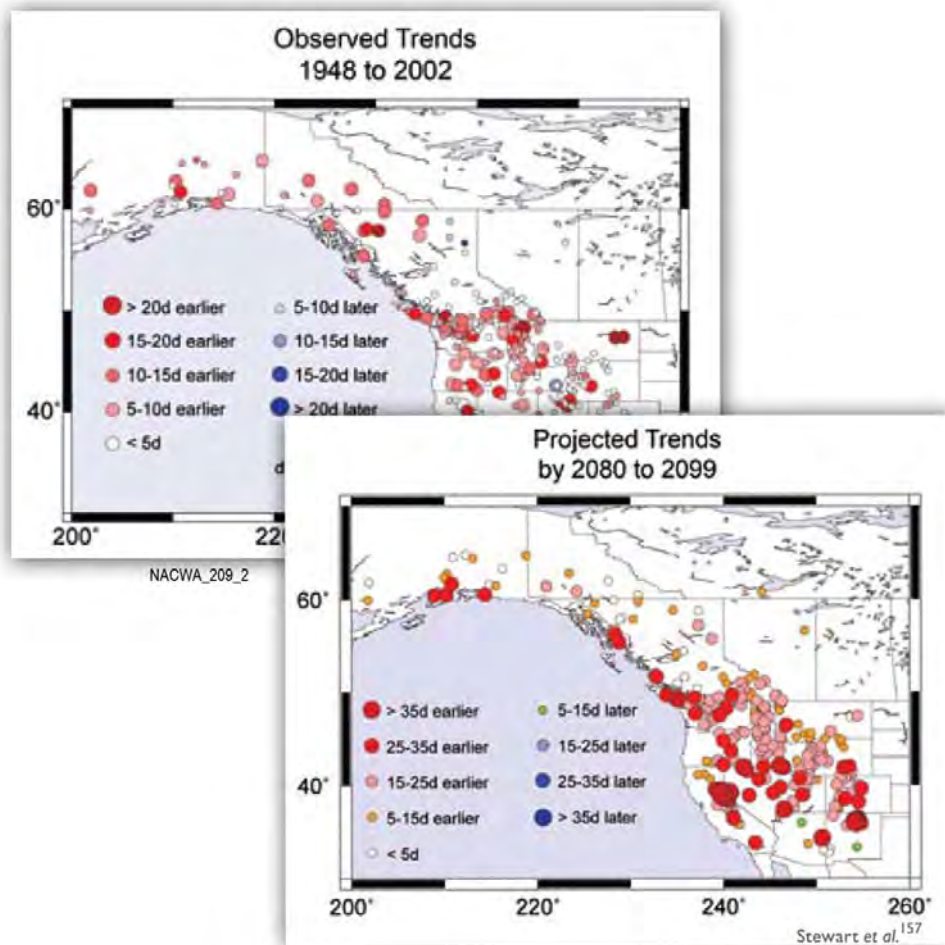 Observed Trends
1948 to 2002
60°
40°
> 20d earlier
15-20d earlier
10-15d earlier
5-10d earlier
< 5d
5-10d later
10-15d later
15-20d later
> 20d later
200°
NACWA_209_2
Projected Trends
by 2080 to 2099
60°
40°
> 35d earlier
25-35d earlier
15-25d earlier
5-15d earlier
< 5d
5-15d later
15-25d later
25-35d later
> 35d later
200°
220°
240°
260°
Stewart et al.157